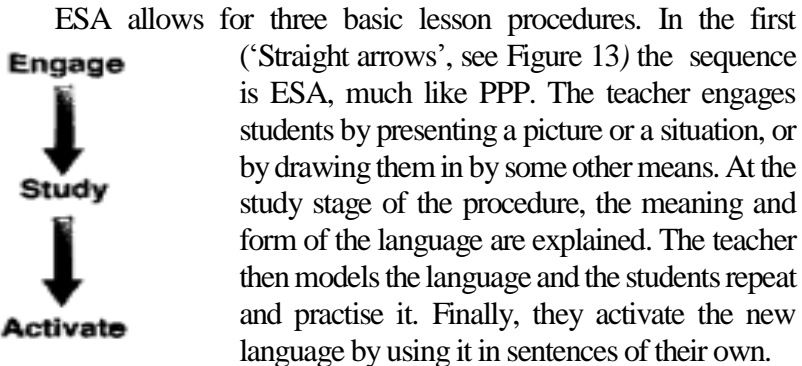 ESA allows for three basic lesson procedures. In the first
(‘Straight arrows’, see Figure 13) the sequence
is ESA, much like PPP. The teacher engages
students by presenting a picture or a situation, or
by drawing them in by some other means. At the
study stage of the procedure, the meaning and
form of the language are explained. The teacher
then models the language and the students repeat
and practise it. Finally, they activate the new
language by using it in sentences of their own.
Engage
Study
Activate